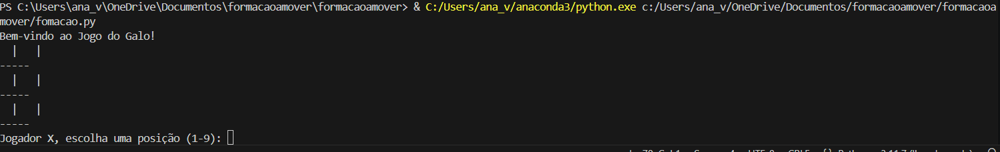 PS C:\Users\ana_v\OneDrive\Documentos\formacaoamover\formacaoamover> & C:/Users/ana_v/anaconda3/python.exe c:/Users/ana_v/OneDrive/Documentos/formacaoamover/formacaoa
mover/fomacao.py
Bem-vindo ao Jogo do Galo!
  |   |
-----
  |   |
-----
  |   |
-----
Jogador X, escolha uma posição (1-9):